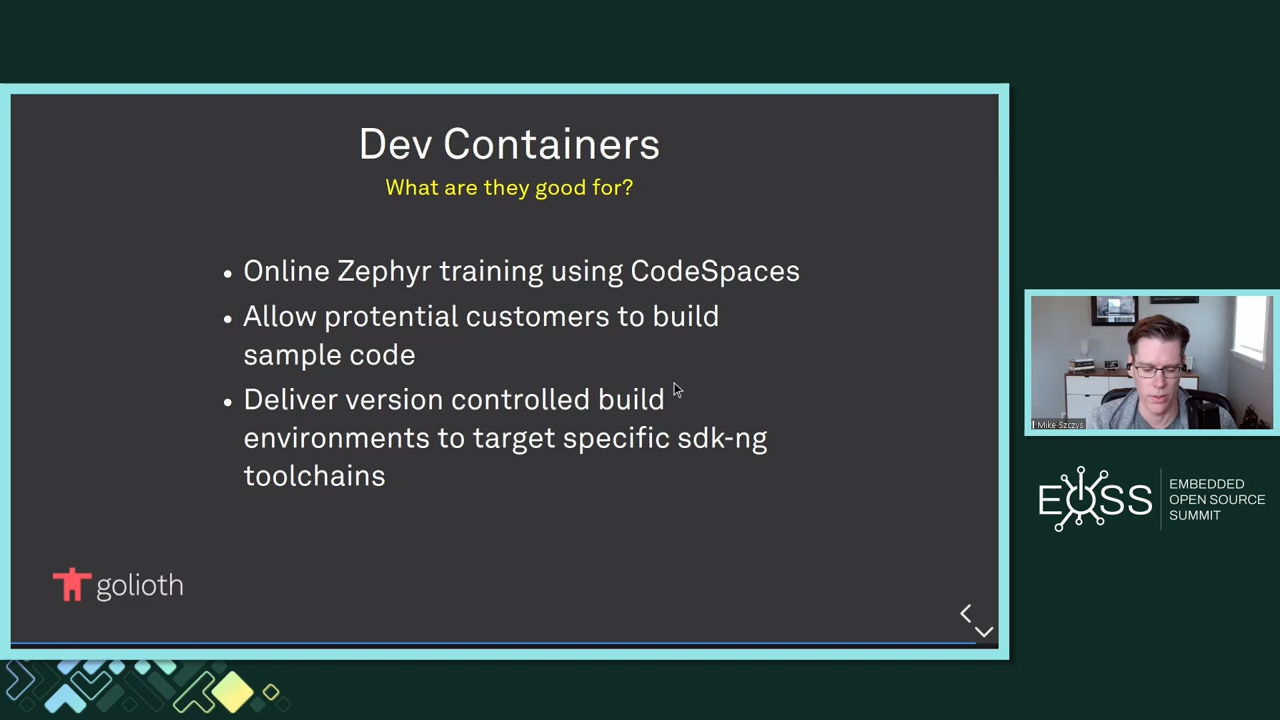 Dev Containers
What are they good for?
• Online Zephyr training using CodeSpaces
• Allow protential customers to build
sample code
• Deliver version controlled build
environments to target specific sdk-ng
toolchains
golioth
Mike Szczys
EOSS
EMBEDDED
OPEN SOURCE
SUMMIT